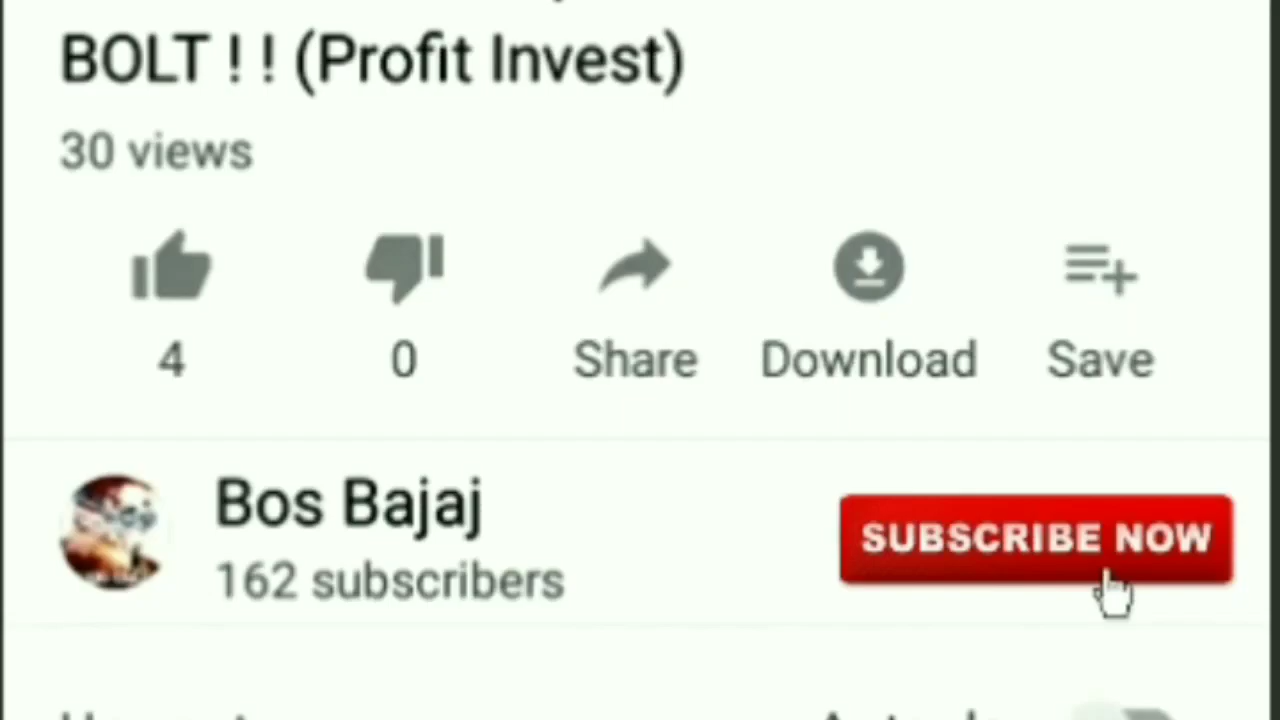 BOLT ! ! (Profit Invest)
30 views
4 0 Share Download Save
Bos Bajaj
162 subscribers
SUBSCRIBE NOW